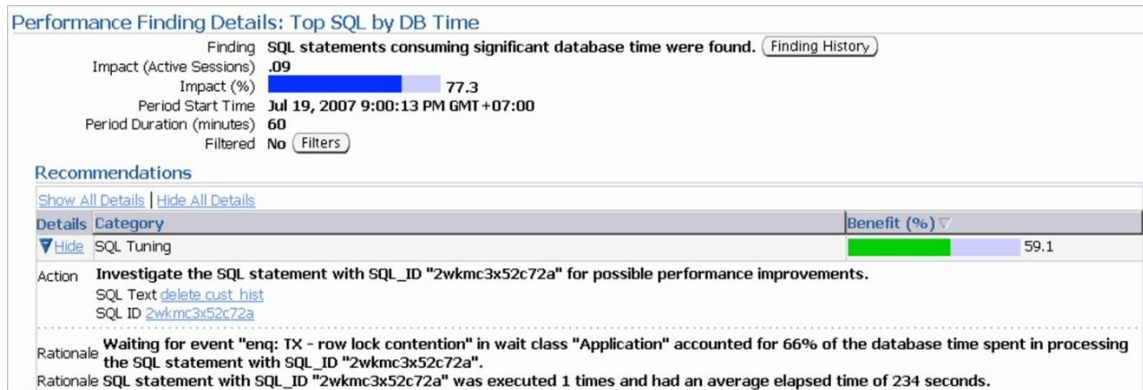 Performance Finding Details: Top SQL by DB Time
Finding SQL statements consuming significant database time were found. Finding History
Impact (Active Sessions) .09
Impact (%) 77.3
Period Start Time Jul 19, 2007 9:00:13 PM GMT+07:00
Period Duration (minutes) 60
Filtered No Filters
Recommendations
Show All Details | Hide All Details
Details Category Benefit (%)
Hide SQL Tuning 59.1
Action Investigate the SQL statement with SQL_ID "2wkmc3x52c72a" for possible performance improvements.
SQL Text delete cust_hist
SQL ID 2wkmc3x52c72a
Rationale Waiting for event "enq: TX - row lock contention" in wait class "Application" accounted for 66% of the database time spent in processing
the SQL statement with SQL_ID "2wkmc3x52c72a".
Rationale SQL statement with SQL_ID "2wkmc3x52c72a" was executed 1 times and had an average elapsed time of 234 seconds.